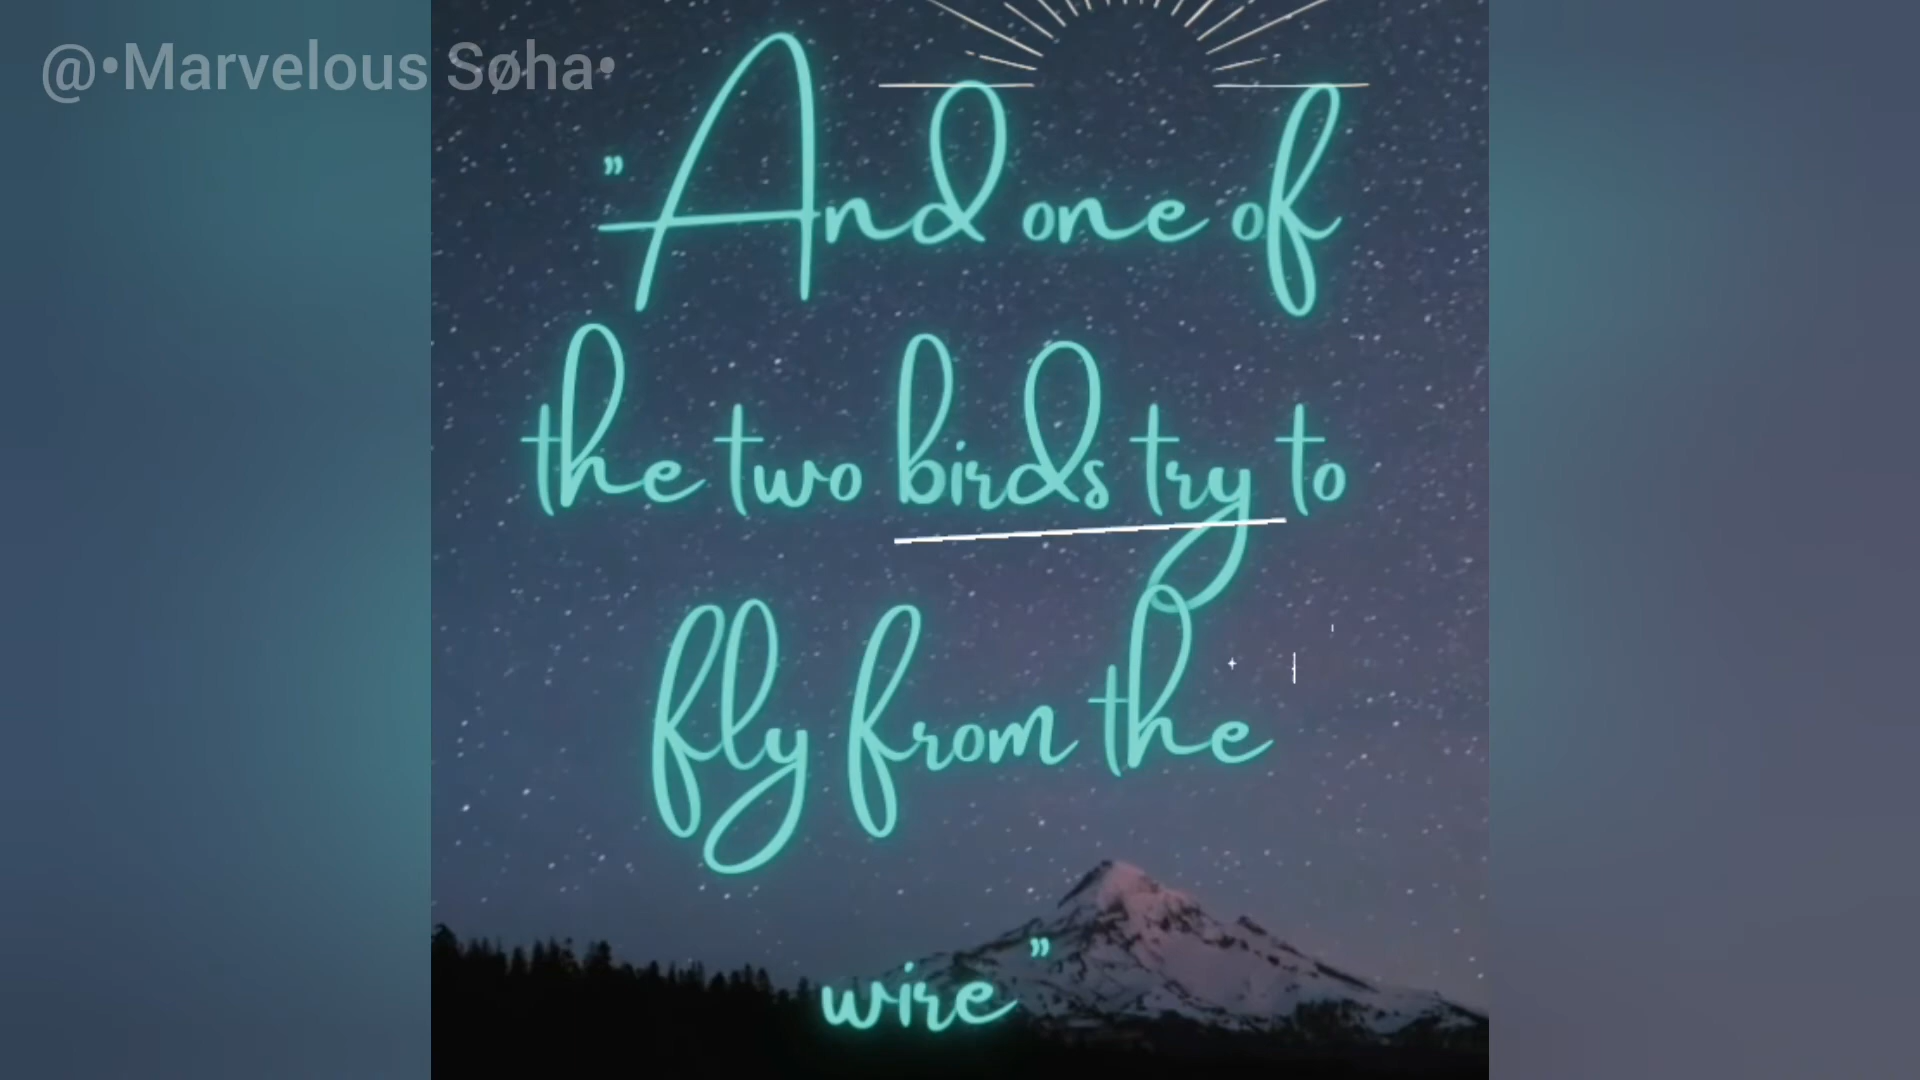 @•Marvelous Søha•
"And one of
the two birds try to
fly from the
wire"